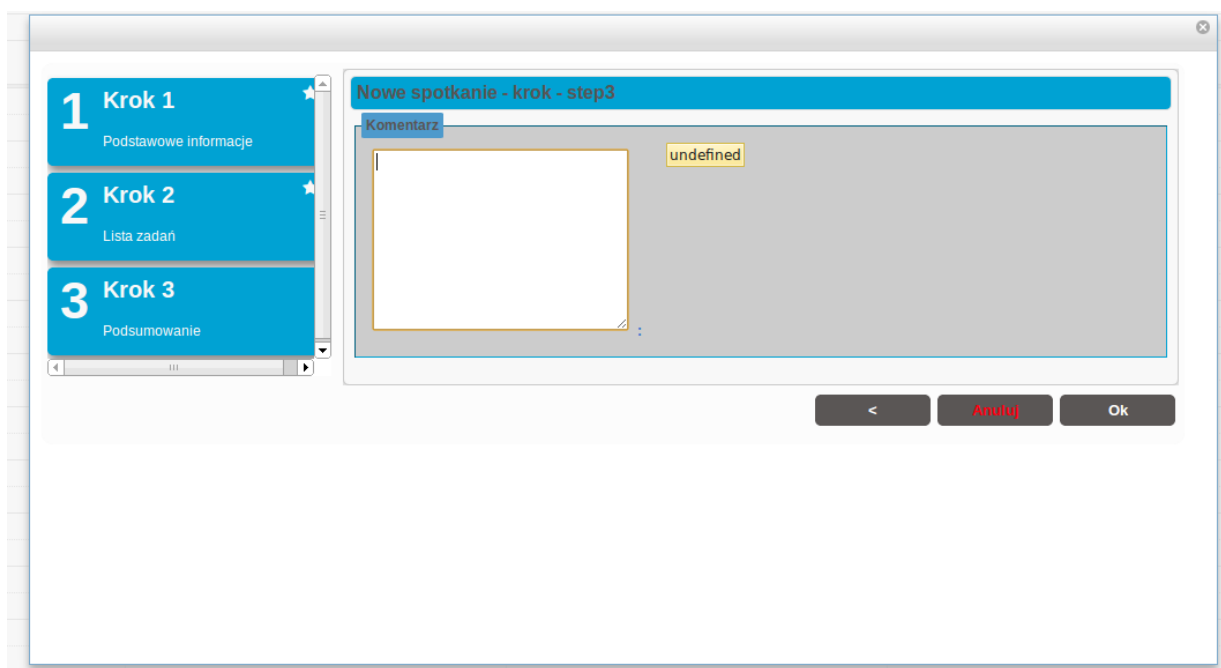 1
Krok 1
Podstawowe informacje
2
Krok 2
Lista zadań
3
Krok 3
Podsumowanie
Nowe spotkanie - krok - step3
Komentarz
undefined
:
<
Anuluj
Ok